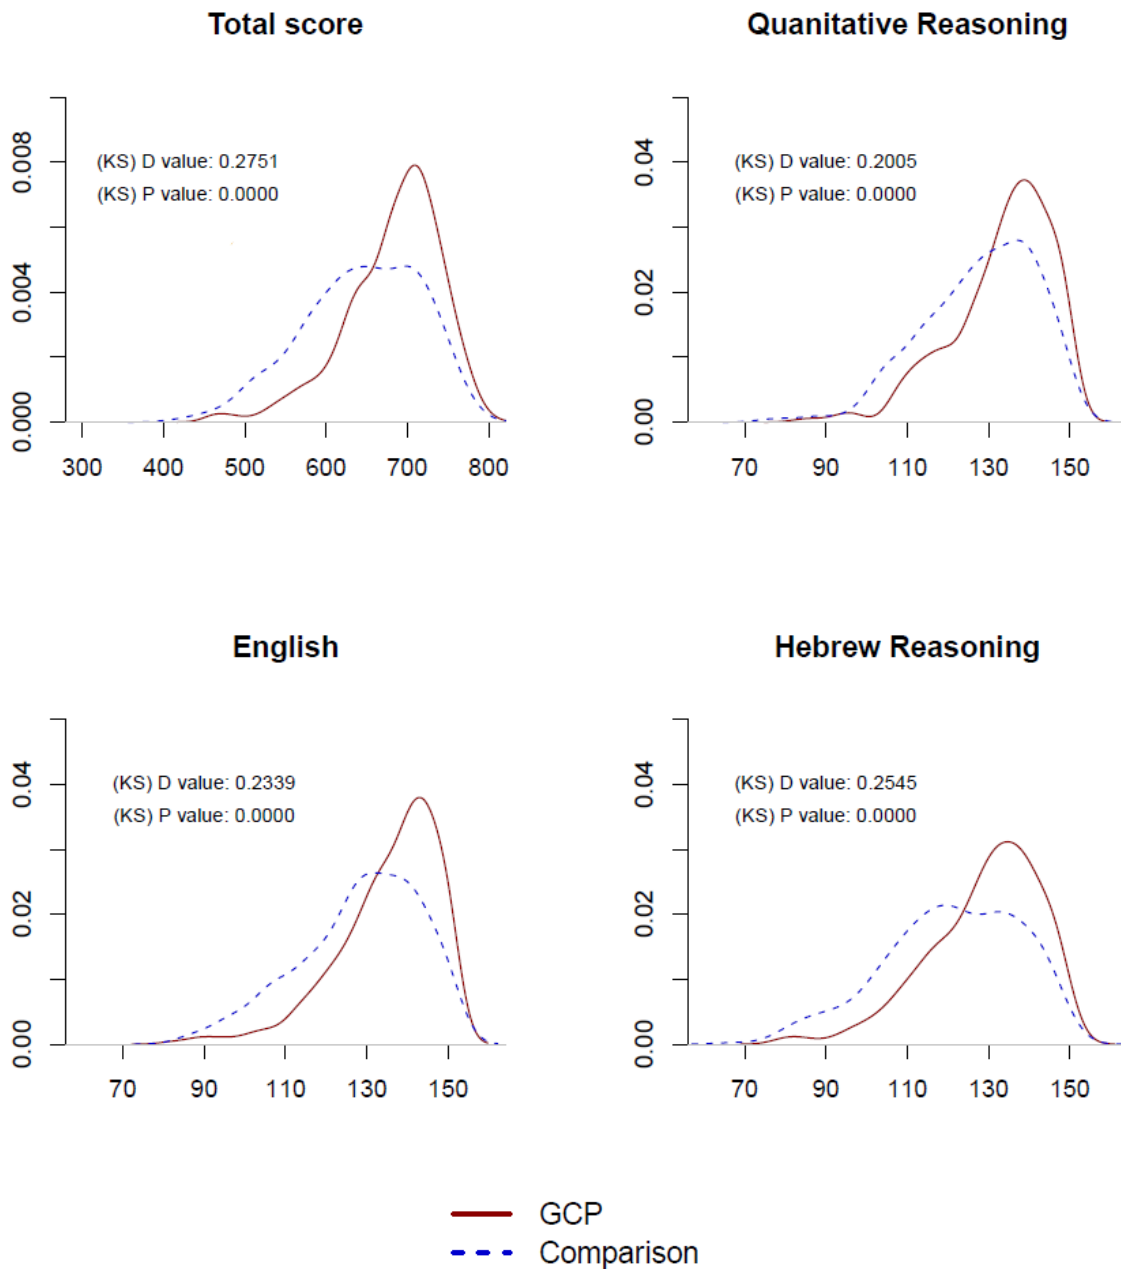 Total score
(KS) D value: 0.2751
(KS) P value: 0.0000
0.008
0.004
0.000
300 400 500 600 700 800
Quanitative Reasoning
(KS) D value: 0.2005
(KS) P value: 0.0000
0.04
0.02
0.00
70 90 110 130 150
English
(KS) D value: 0.2339
(KS) P value: 0.0000
0.04
0.02
0.00
70 90 110 130 150
Hebrew Reasoning
(KS) D value: 0.2545
(KS) P value: 0.0000
0.04
0.02
0.00
70 90 110 130 150
GCP
Comparison